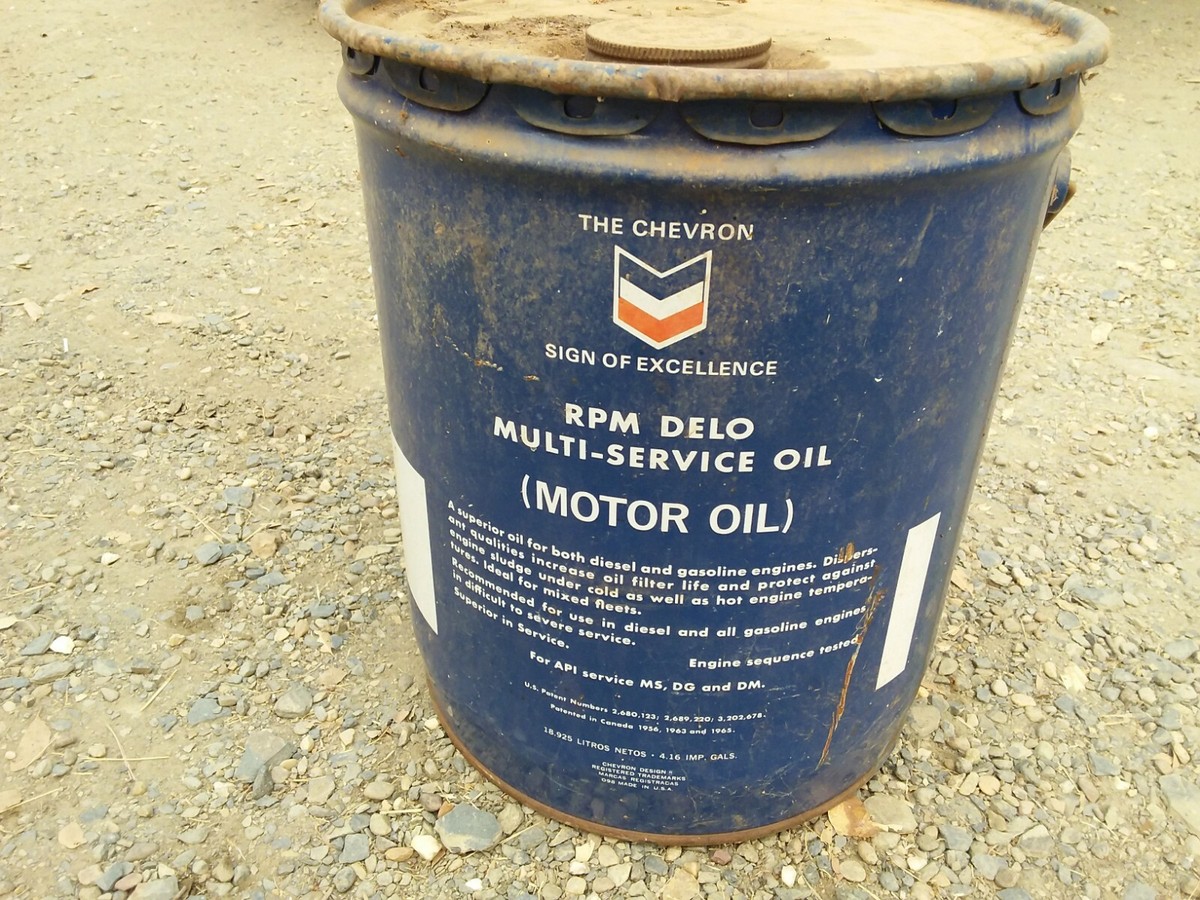 THE CHEVRON
SIGN OF EXCELLENCE
RPM DELO
MULTI-SERVICE OIL
(MOTOR OIL)
A superior oil for both diesel and gasoline engines. Dispers-
ant qualities increase oil filter life and protect against
engine sludge under cold as well as hot engine tempera-
tures. Ideal for mixed fleets.
Recommended for use in diesel and all gasoline engines
in difficult to severe service.
Superior in Service.
Engine sequence tested
For API service MS, DG and DM.
U.S. Patent Numbers 2,680,123; 2,689,220; 3,202,678.
Patented in Canada 1956, 1963 and 1965.
18.925 LITROS NETOS - 4.16 IMP. GALS.
CHEVRON DESIGN
REGISTERED TRADEMARKS
MARCAS REGISTRADAS
098 MADE IN U.S.A.